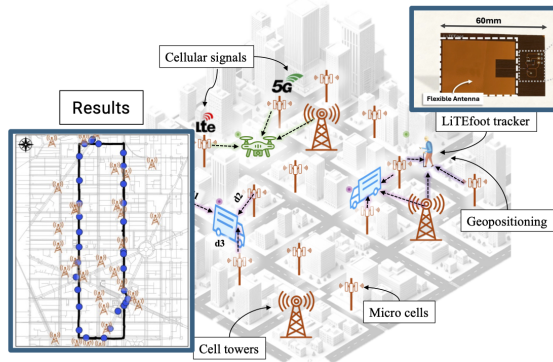 60mm
Flexible Antenna
LiTEfoot tracker
Cellular signals
5G
lte
Results
d2
d3
Geopositioning
Micro cells
Cell towers